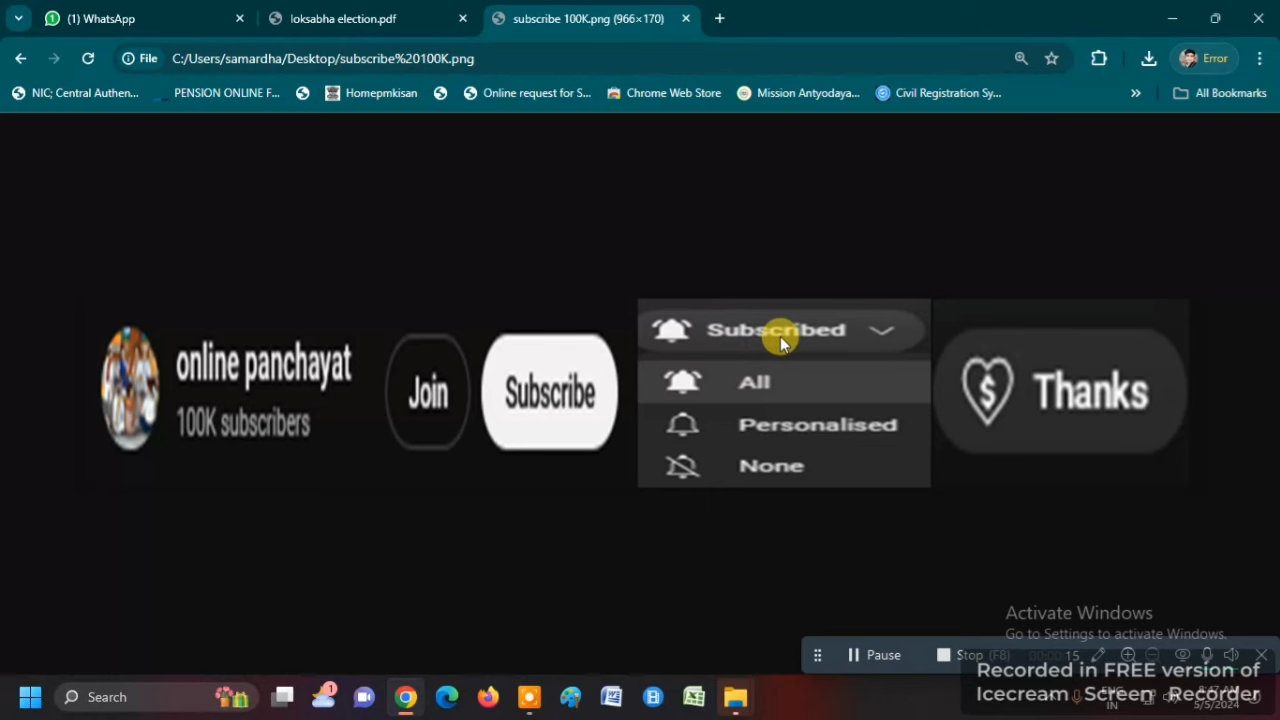 (1) WhatsApp
loksabha election.pdf
subscribe 100K.png (966×170)
File C:/Users/samardha/Desktop/subscribe%20100K.png
Error
NIC; Central Authen...
PENSION ONLINE F...
Homepmkisan
Online request for S...
Chrome Web Store
Mission Antyodaya...
Civil Registration Sy...
All Bookmarks
online panchayat
100K subscribers
Join
Subscribe
Subscribed
All
Personalised
None
$
Thanks
Activate Windows
Go to Settings to activate Windows.
Pause
Stop (F8)
Recorded in FREE version of
Icecream Screen Recorder
Search
1
IN
5/5/2024